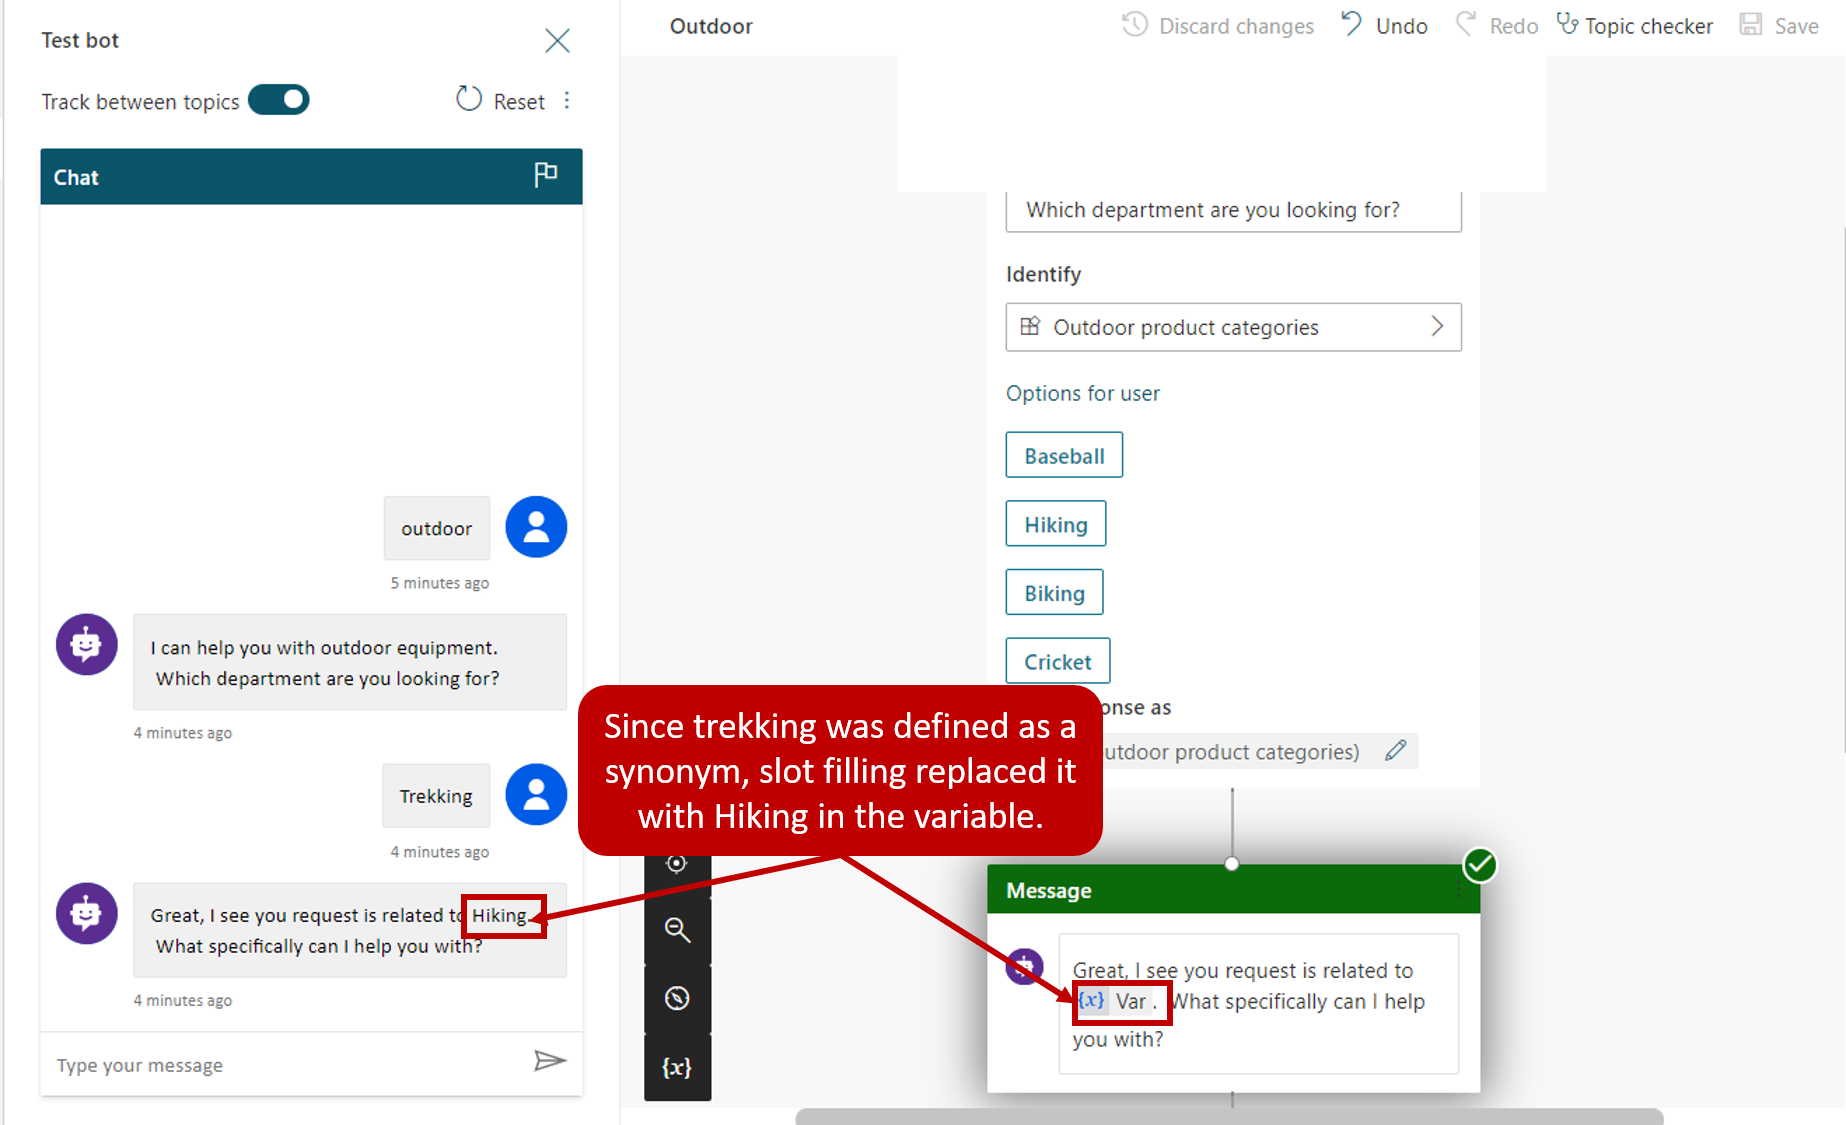 Test bot
Track between topics
Reset
Chat
outdoor
5 minutes ago
I can help you with outdoor equipment.
Which department are you looking for?
4 minutes ago
Trekking
4 minutes ago
Great, I see you request is related to Hiking.
What specifically can I help you with?
4 minutes ago
Type your message
Outdoor
Discard changes
Undo
Redo
Topic checker
Save
Which department are you looking for?
Identify
Outdoor product categories
Options for user
Baseball
Hiking
Biking
Cricket
onse as
utdoor product categories)
Since trekking was defined as a
synonym, slot filling replaced it
with Hiking in the variable.
{x}
Message
Great, I see you request is related to
{x} Var . What specifically can I help
you with?